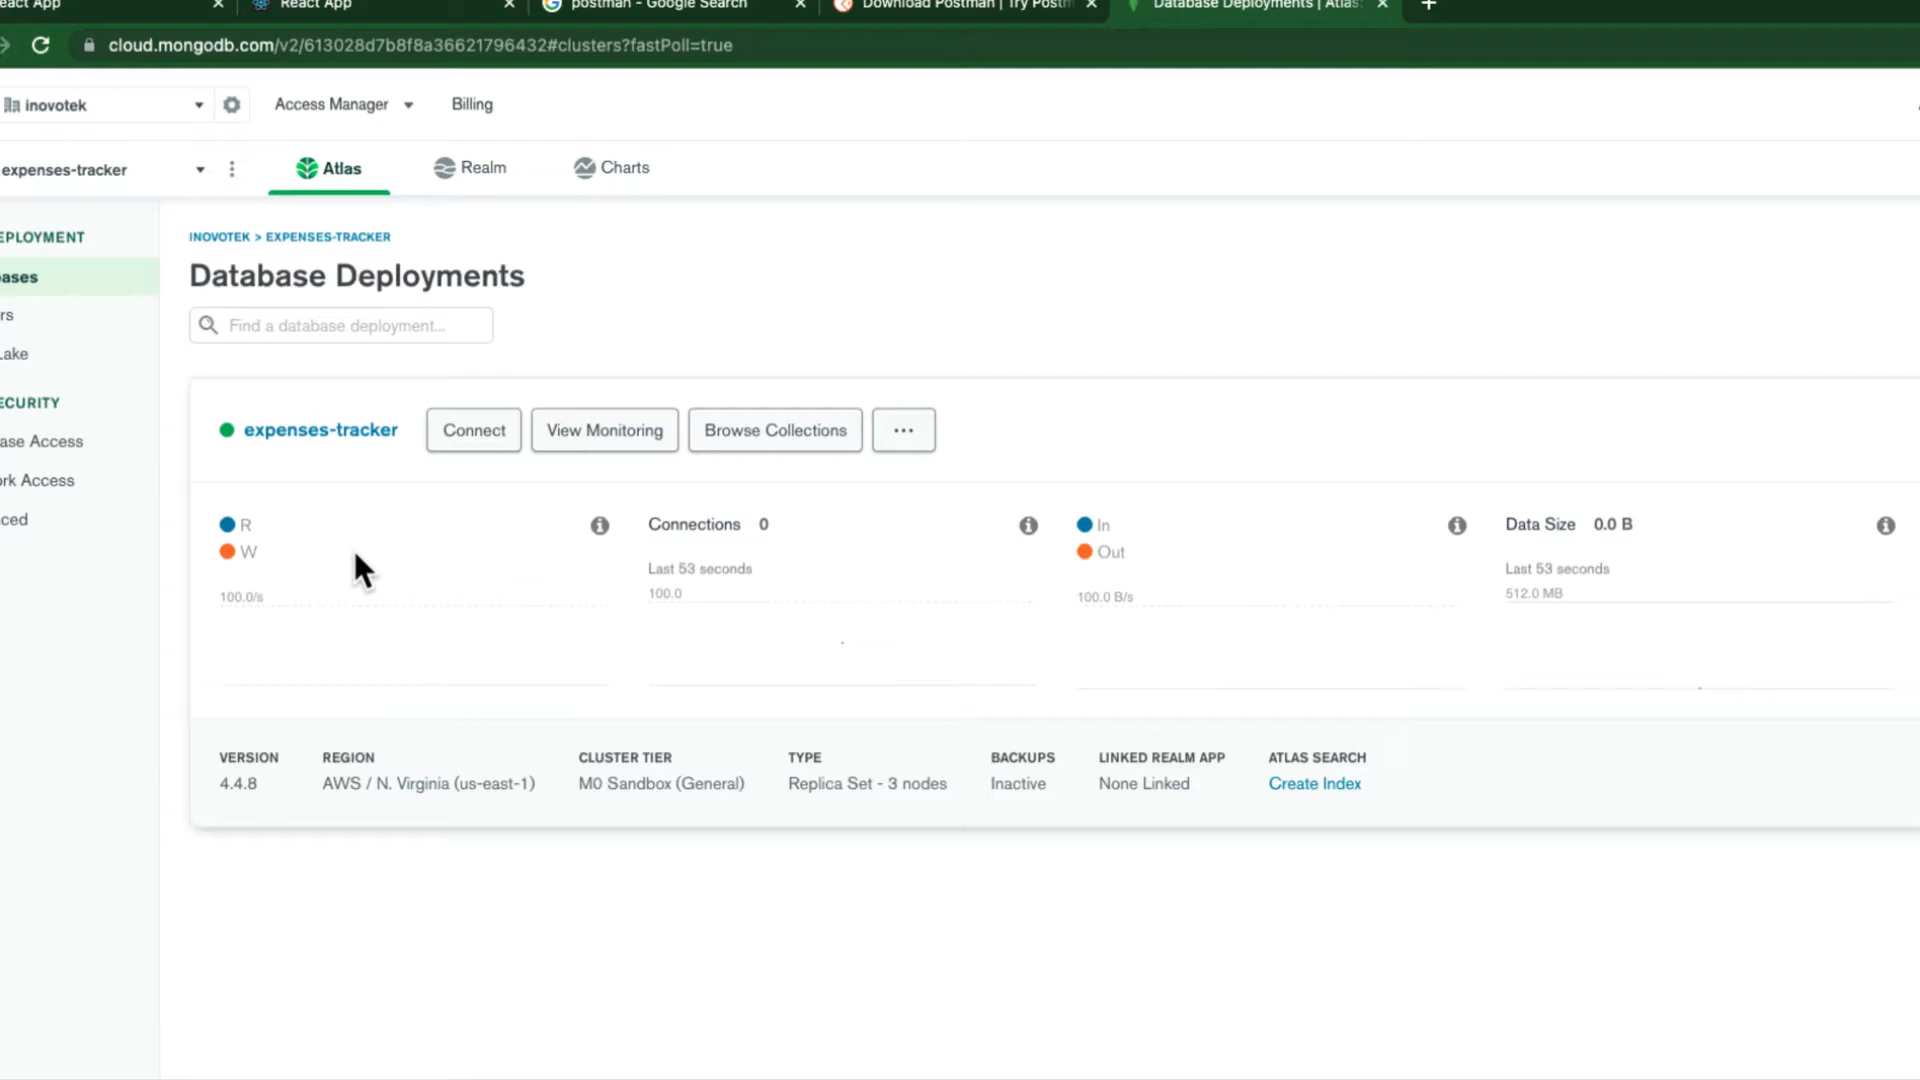 eact App
React App
postman - Google Search
Download Postman | Try Postm
Database Deployments | Atlas:
cloud.mongodb.com/v2/613028d7b8f8a36621796432#clusters?fastPoll=true
inovotek
Access Manager
Billing
expenses-tracker
Atlas
Realm
Charts
EPLOYMENT
ases
rs
Lake
ECURITY
ase Access
ork Access
ced
INOVOTEK > EXPENSES-TRACKER
Database Deployments
Find a database deployment...
expenses-tracker
Connect
View Monitoring
Browse Collections
...
R
W
100.0/s
Connections 0
Last 53 seconds
100.0
In
Out
100.0 B/s
Data Size 0.0 B
Last 53 seconds
512.0 MB
VERSION
4.4.8
REGION
AWS / N. Virginia (us-east-1)
CLUSTER TIER
M0 Sandbox (General)
TYPE
Replica Set - 3 nodes
BACKUPS
Inactive
LINKED REALM APP
None Linked
ATLAS SEARCH
Create Index